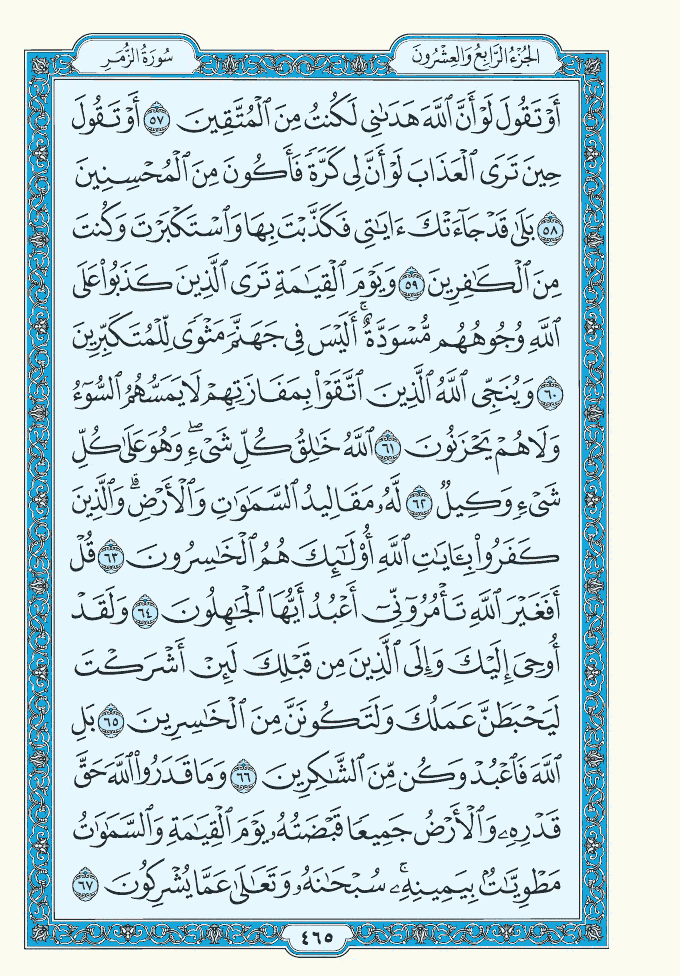 الجُزْءُ الرَّابِعُ وَالعِشْرُونَ
سُورَةُ الزُّمَرِ
أَوْ تَقُولَ لَوْ أَنَّ ٱللَّهَ هَدَىٰنِى لَكُنتُ مِنَ ٱلْمُتَّقِينَ ٥٧ أَوْ تَقُولَ
حِينَ تَرَى ٱلْعَذَابَ لَوْ أَنَّ لِى كَرَّةً فَأَكُونَ مِنَ ٱلْمُحْسِنِينَ
٥٨ بَلَىٰ قَدْ جَآءَتْكَ ءَايَٰتِى فَكَذَّبْتَ بِهَا وَٱسْتَكْبَرْتَ وَكُنتَ
مِنَ ٱلْكَٰفِرِينَ ٥٩ وَيَوْمَ ٱلْقِيَٰمَةِ تَرَى ٱلَّذِينَ كَذَبُوا۟ عَلَى
ٱللَّهِ وُجُوهُهُم مُّسْوَدَّةٌ ۚ أَلَيْسَ فِى جَهَنَّمَ مَثْوًى لِّلْمُتَكَبِّرِينَ
٦٠ وَيُنَجِّى ٱللَّهُ ٱلَّذِينَ ٱتَّقَوْا۟ بِمَفَازَتِهِمْ لَا يَمَسُّهُمُ ٱلسُّوٓءُ
وَلَا هُمْ يَحْزَنُونَ ٦١ ٱللَّهُ خَٰلِقُ كُلِّ شَىْءٍ ۖ وَهُوَ عَلَىٰ كُلِّ
شَىْءٍ وَكِيلٌ ٦٢ لَّهُۥ مَقَالِيدُ ٱلسَّمَٰوَٰتِ وَٱلْأَرْضِ ۗ وَٱلَّذِينَ
كَفَرُوا۟ بِـَٔايَٰتِ ٱللَّهِ أُو۟لَٰٓئِكَ هُمُ ٱلْخَٰسِرُونَ ٦٣ قُلْ
أَفَغَيْرَ ٱللَّهِ تَأْمُرُوٓنِّىٓ أَعْبُدُ أَيُّهَا ٱلْجَٰهِلُونَ ٦٤ وَلَقَدْ
أُوحِىَ إِلَيْكَ وَإِلَى ٱلَّذِينَ مِن قَبْلِكَ لَئِنْ أَشْرَكْتَ
لَيَحْبَطَنَّ عَمَلُكَ وَلَتَكُونَنَّ مِنَ ٱلْخَٰسِرِينَ ٦٥ بَلِ
ٱللَّهَ فَٱعْبُدْ وَكُن مِّنَ ٱلشَّٰكِرِينَ ٦٦ وَمَا قَدَرُوا۟ ٱللَّهَ حَقَّ
قَدْرِهِۦ وَٱلْأَرْضُ جَمِيعًا قَبْضَتُهُۥ يَوْمَ ٱلْقِيَٰمَةِ وَٱلسَّمَٰوَٰتُ
مَطْوِيَّٰتٌۢ بِيَمِينِهِۦ ۚ سُبْحَٰنَهُۥ وَتَعَٰلَىٰ عَمَّا يُشْرِكُونَ ٦٧
٤٦٥